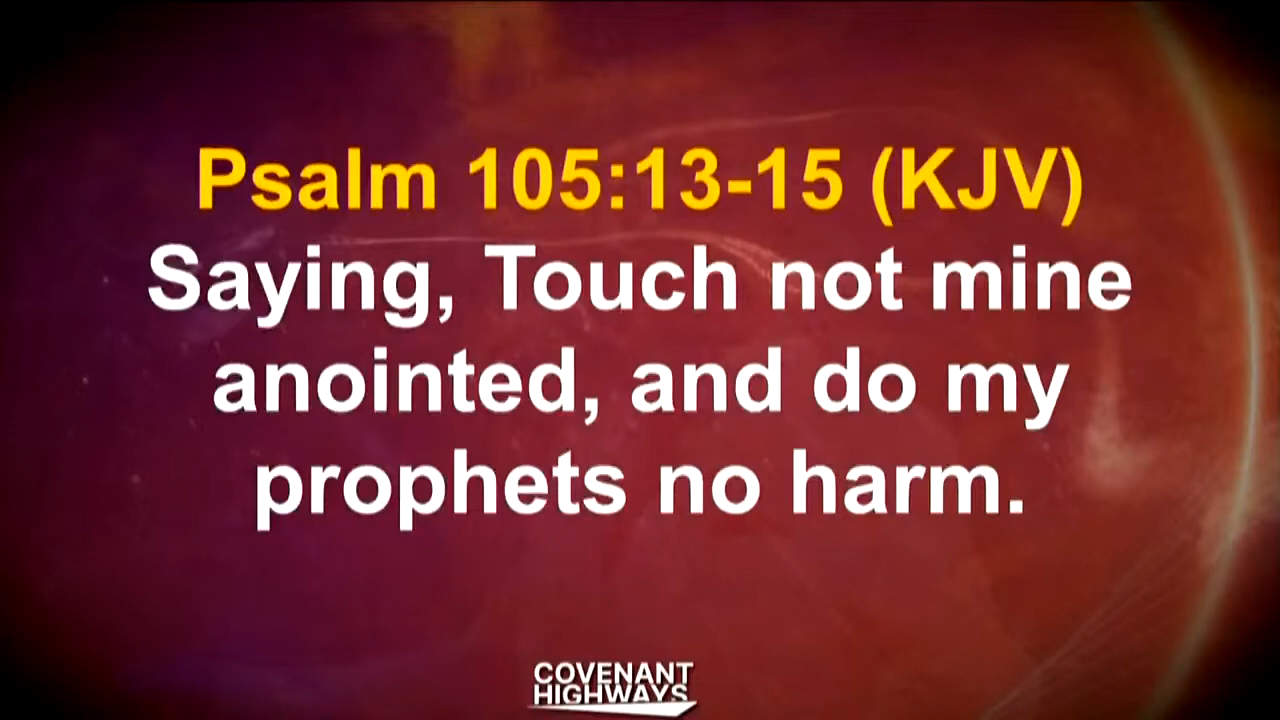 Psalm 105:13-15 (KJV)
Saying, Touch not mine
anointed, and do my
prophets no harm.
COVENANT
HIGHWAYS